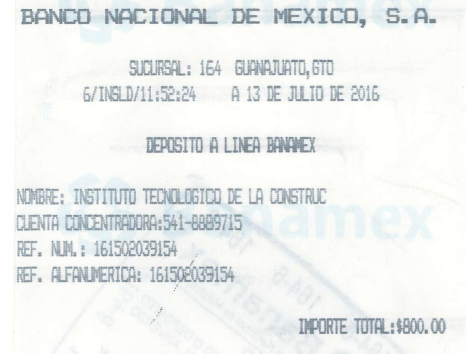 BANCO NACIONAL DE MEXICO, S.A.
SUCURSAL: 164 GUANAJUATO,GTO
6/INSLD/11:52:24 A 13 DE JULIO DE 2016
DEPOSITO A LINEA BANAMEX
NOMBRE: INSTITUTO TECNOLOGICO DE LA CONSTRUC
CUENTA CONCENTRADORA:541-8889715
REF. NUM.: 161502039154
REF. ALFANUMERICA: 161502039154
IMPORTE TOTAL:$800.00